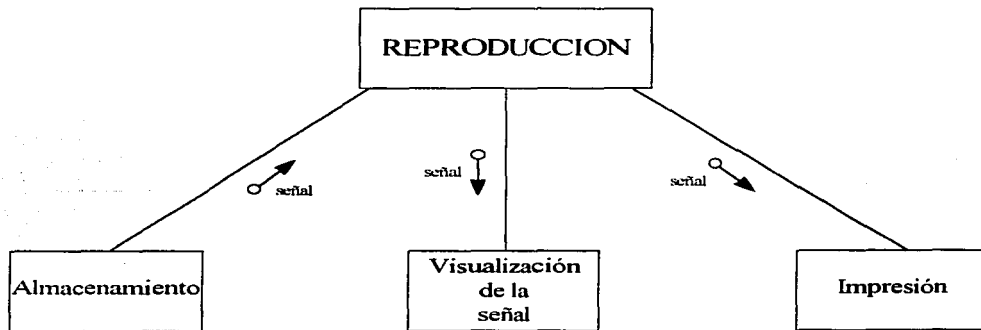 REPRODUCCION
señal
señal
señal
Almacenamiento
Visualización
de la
señal
Impresión